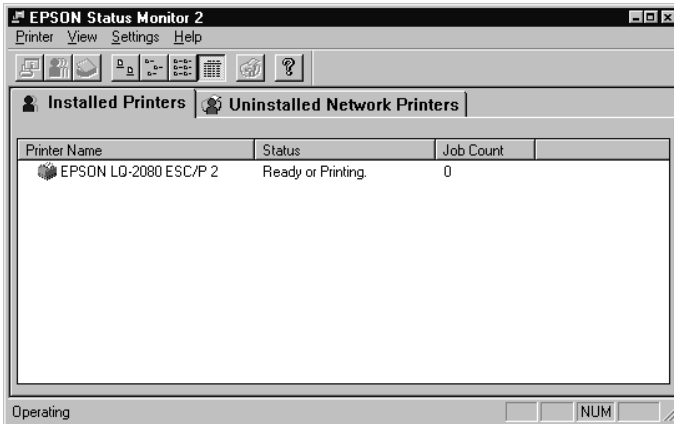 EPSON Status Monitor 2
Printer View Settings Help
Installed Printers Uninstalled Network Printers
Printer Name Status Job Count
EPSON LQ-2080 ESC/P 2 Ready or Printing. 0
Operating NUM